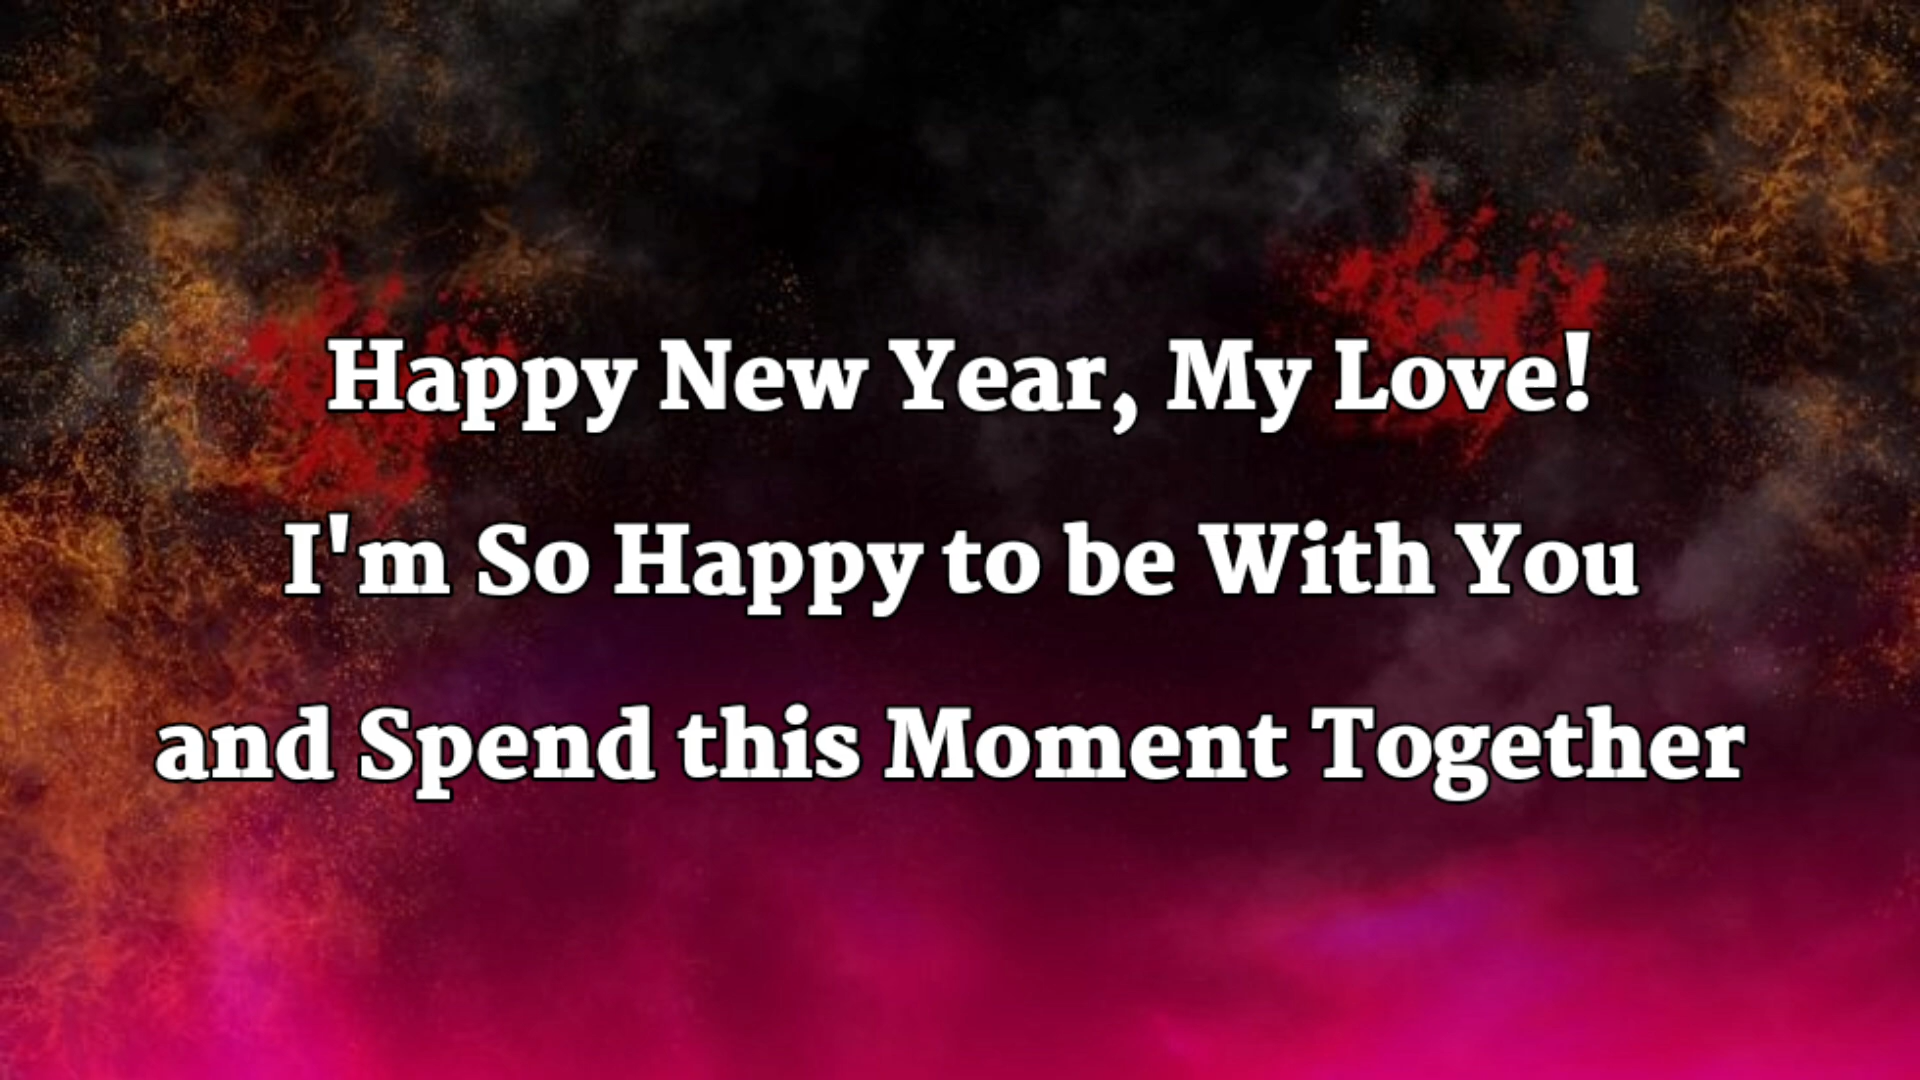 Happy New Year, My Love!
I'm So Happy to be With You
and Spend this Moment Together